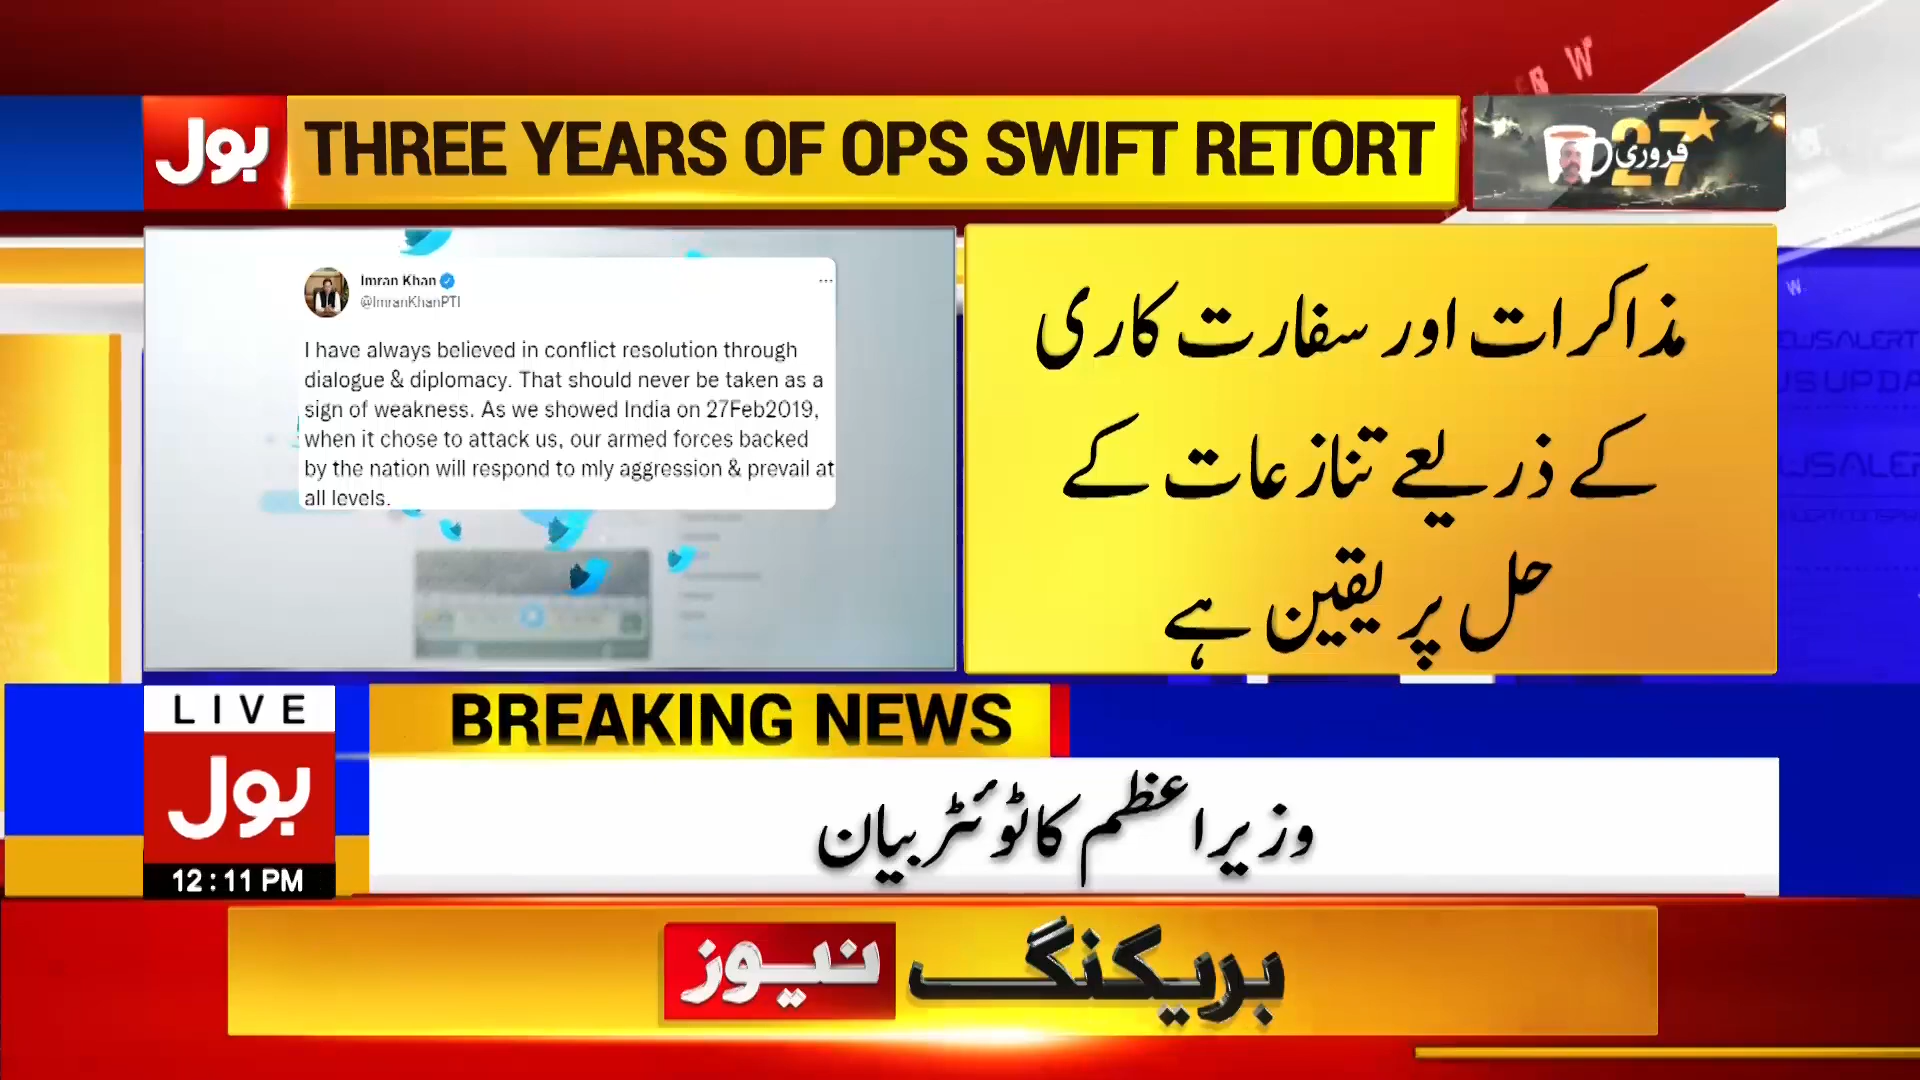 بول
THREE YEARS OF OPS SWIFT RETORT
27
فروری
Imran Khan
@ImranKhanPTI
I have always believed in conflict resolution through
dialogue & diplomacy. That should never be taken as a
sign of weakness. As we showed India on 27Feb2019,
when it chose to attack us, our armed forces backed
by the nation will respond to mly aggression & prevail at
all levels.
مذاکرات اور سفارت کاری
کے ذریعے تنازعات کے
حل پر یقین ہے
LIVE
بول
12:11 PM
BREAKING NEWS
وزیراعظم کا ٹوئٹر بیان
بریکنگ نیوز